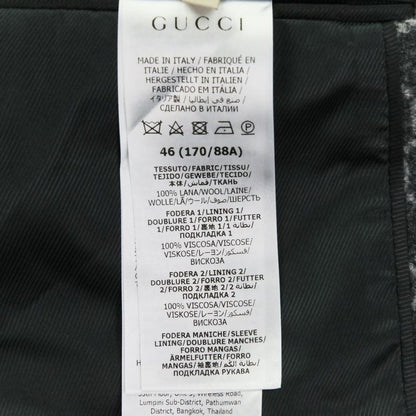 GUCCI
MADE IN ITALY / FABRIQUÉ EN
ITALIE / HECHO EN ITALIA
HERGESTELLT IN ITALIEN
FABRICADO EM ITALIA
イタリア製 / صنع في إيطاليا
СДЕЛАНО В ИТАЛИИ
46 (170/88A)
TESSUTO/FABRIC/TISSU/
TEJIDO/GEWEBE/TECIDO/
本体/قماش/ТКАНЬ
100% LANA/WOOL/LAINE/
WOLLE/LÃ/ウール/صوف/ШЕРСТЬ
FODERA 1/LINING 1/
DOUBLURE 1/FORRO 1/FUTTER
1/FORRO 1/裏地 1/بطانة 1/
ПОДКЛАДКА 1
100% VISCOSA/VISCOSE/
VISKOSE/レーヨン/فسكوز/
ВИСКОЗА
FODERA 2/LINING 2/
DOUBLURE 2/FORRO 2/FUTTER
2/FORRO 2/裏地 2/بطانة 2/
ПОДКЛАДКА 2
100% VISCOSA/VISCOSE/
VISKOSE/レーヨン/فسكوز/
ВИСКОЗА
FODERA MANICHE/SLEEVE
LINING/DOUBLURE MANCHES/
FORRO MANGAS/
ÄRMELFUTTER/FORRO
MANGAS/
ПОДКЛАДКА РУКАВА
Floor, Wireless Road,
Lumpini Sub-District, Pathumwan
District, Bangkok, Thailand